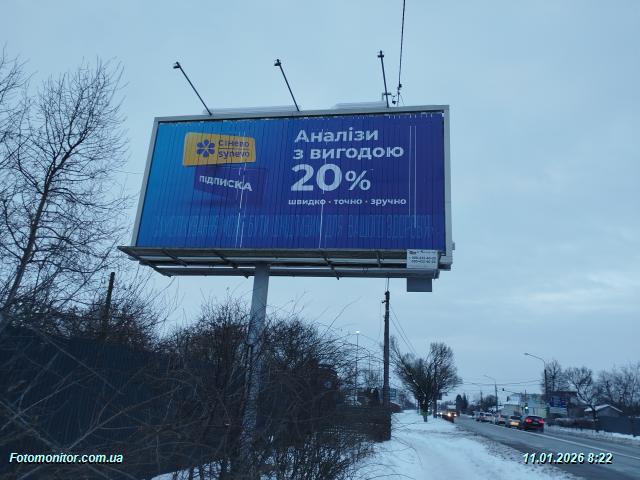 Сінево
synevo
ПІДПИСКА
Аналізи
з вигодою
20%
швидко · точно · зручно
Fotomonitor.com.ua
11.01.2026 8:22